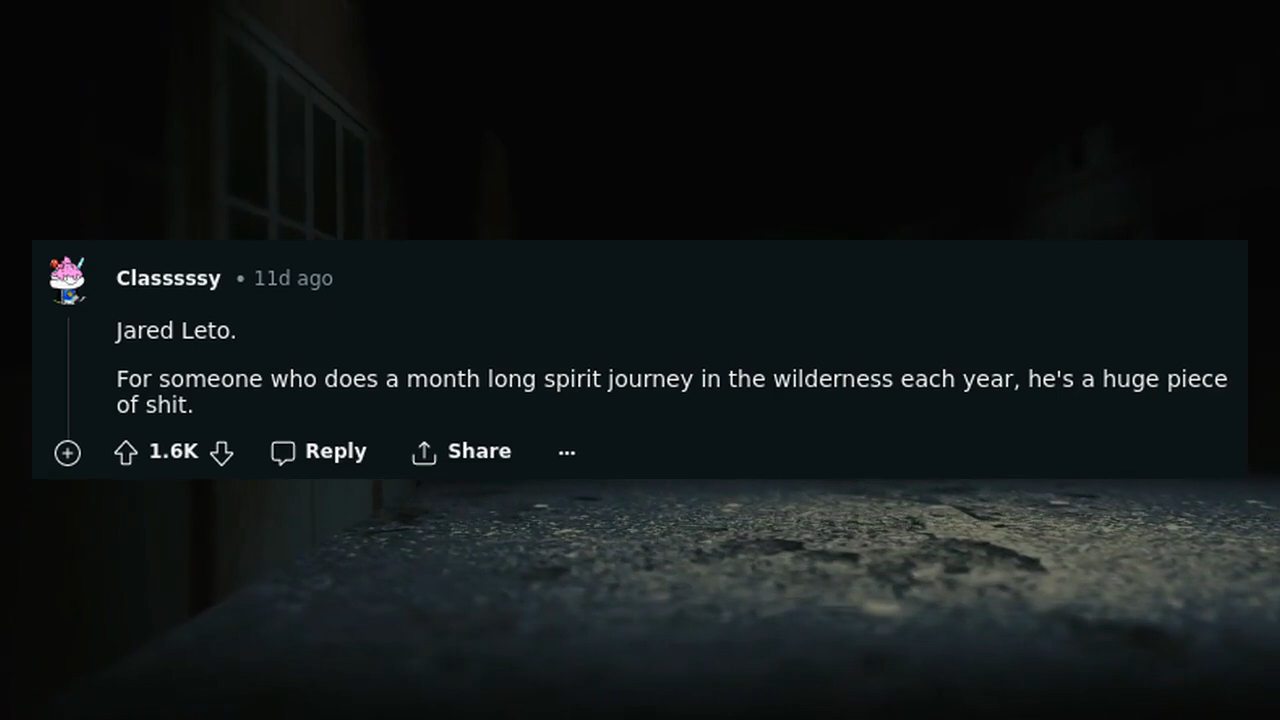 Classsssy • 11d ago
Jared Leto.
For someone who does a month long spirit journey in the wilderness each year, he's a huge piece
of shit.
1.6K Reply Share ...